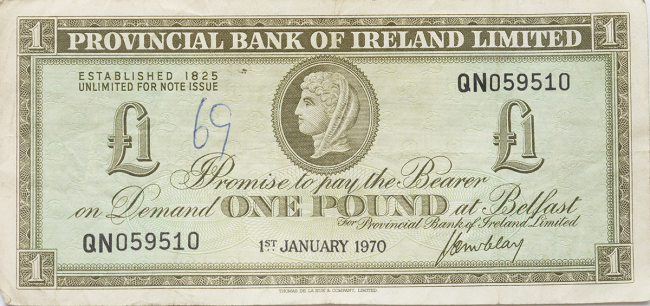 1 PROVINCIAL BANK OF IRELAND LIMITED 1
ESTABLISHED 1825
UNLIMITED FOR NOTE ISSUE
QN059510
£1
69
£1
I Promise to pay the Bearer
on Demand ONE POUND at Belfast
For Provincial Bank of Ireland Limited
QN059510
1ST JANUARY 1970
1
1
THOMAS DE LA RUE & COMPANY, LIMITED